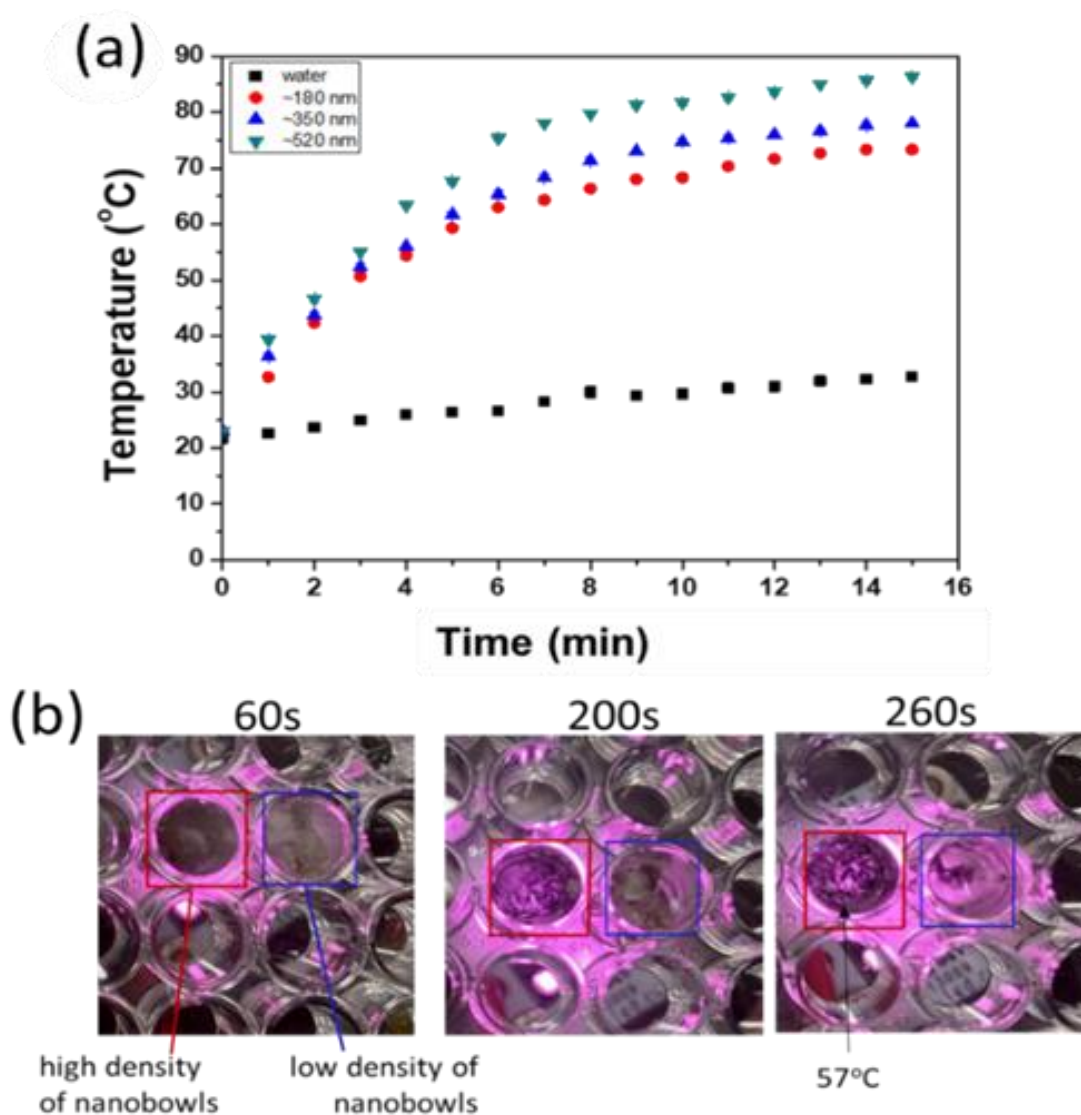 (a)
90
80
70
60
50
40
30
20
10
0
water
~180 nm
~350 nm
~520 nm
Temperature (°C)
0 2 4 6 8 10 12 14 16
Time (min)
(b)
60s 200s 260s
high density
of nanobowls
low density of
nanobowls
57°C